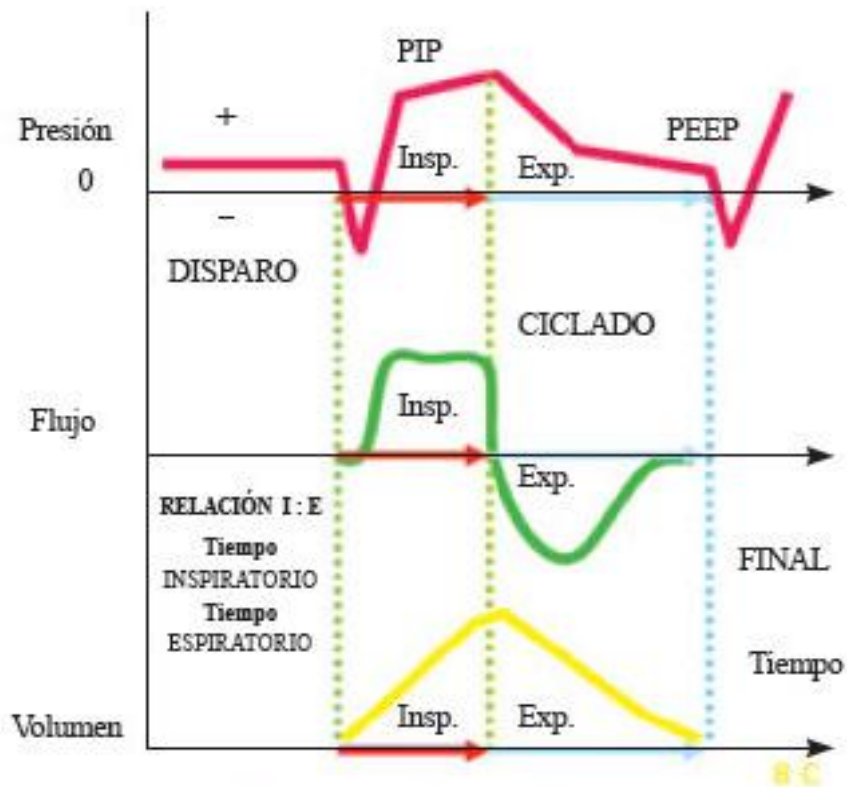 PIP
+
Presión
PEEP
Insp.
Exp.
0
–
DISPARO
CICLADO
Insp.
Flujo
Exp.
RELACIÓN I : E
Tiempo
INSPIRATORIO
FINAL
Tiempo
ESPIRATORIO
Tiempo
Insp.
Exp.
Volumen
8 C